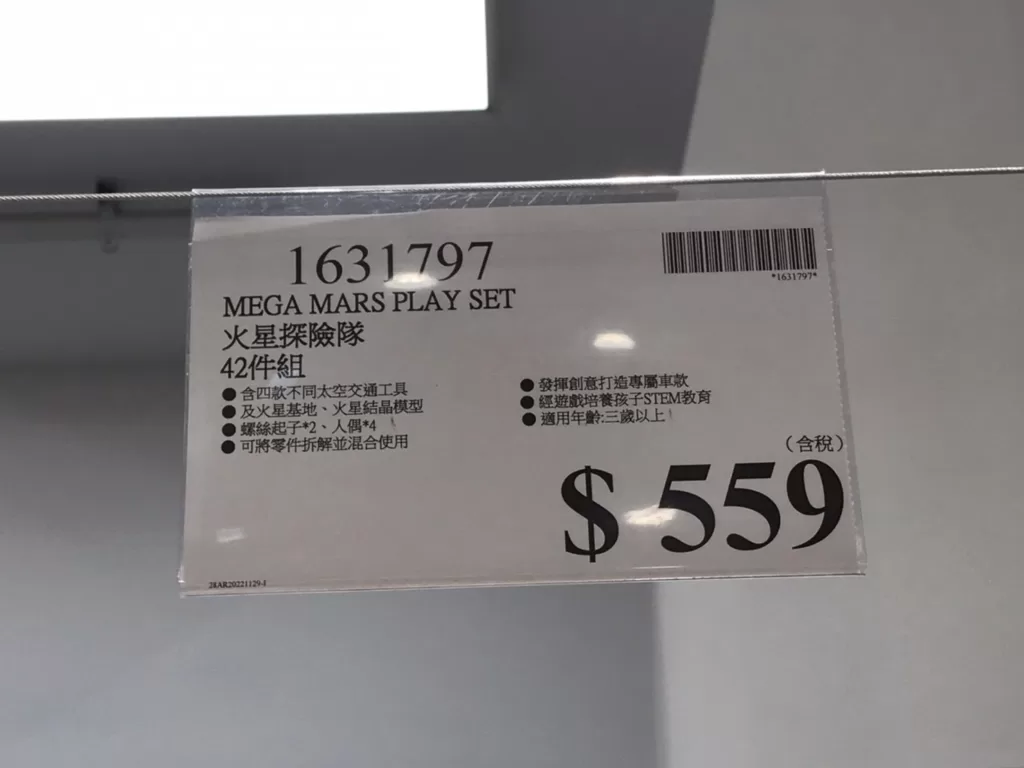 1631797
*1631797*
MEGA MARS PLAY SET
火星探險隊
42件組
● 含四款不同太空交通工具
● 及火星基地、火星結晶模型
● 螺絲起子*2、人偶*4
● 可將零件拆解並混合使用
● 發揮創意打造專屬車款
● 經遊戲培養孩子STEM教育
● 適用年齡:三歲以上
(含稅)
$ 559
28AR20221129-1